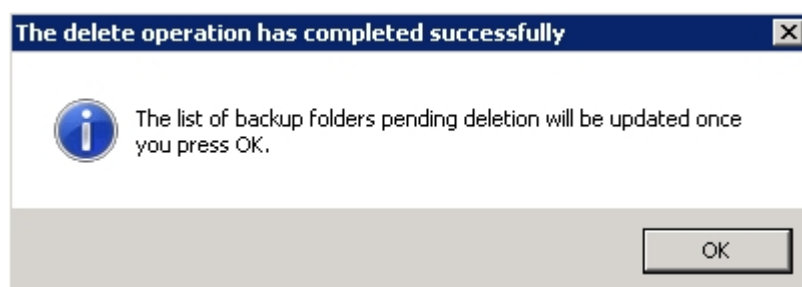 The delete operation has completed successfully
The list of backup folders pending deletion will be updated once
you press OK.
OK